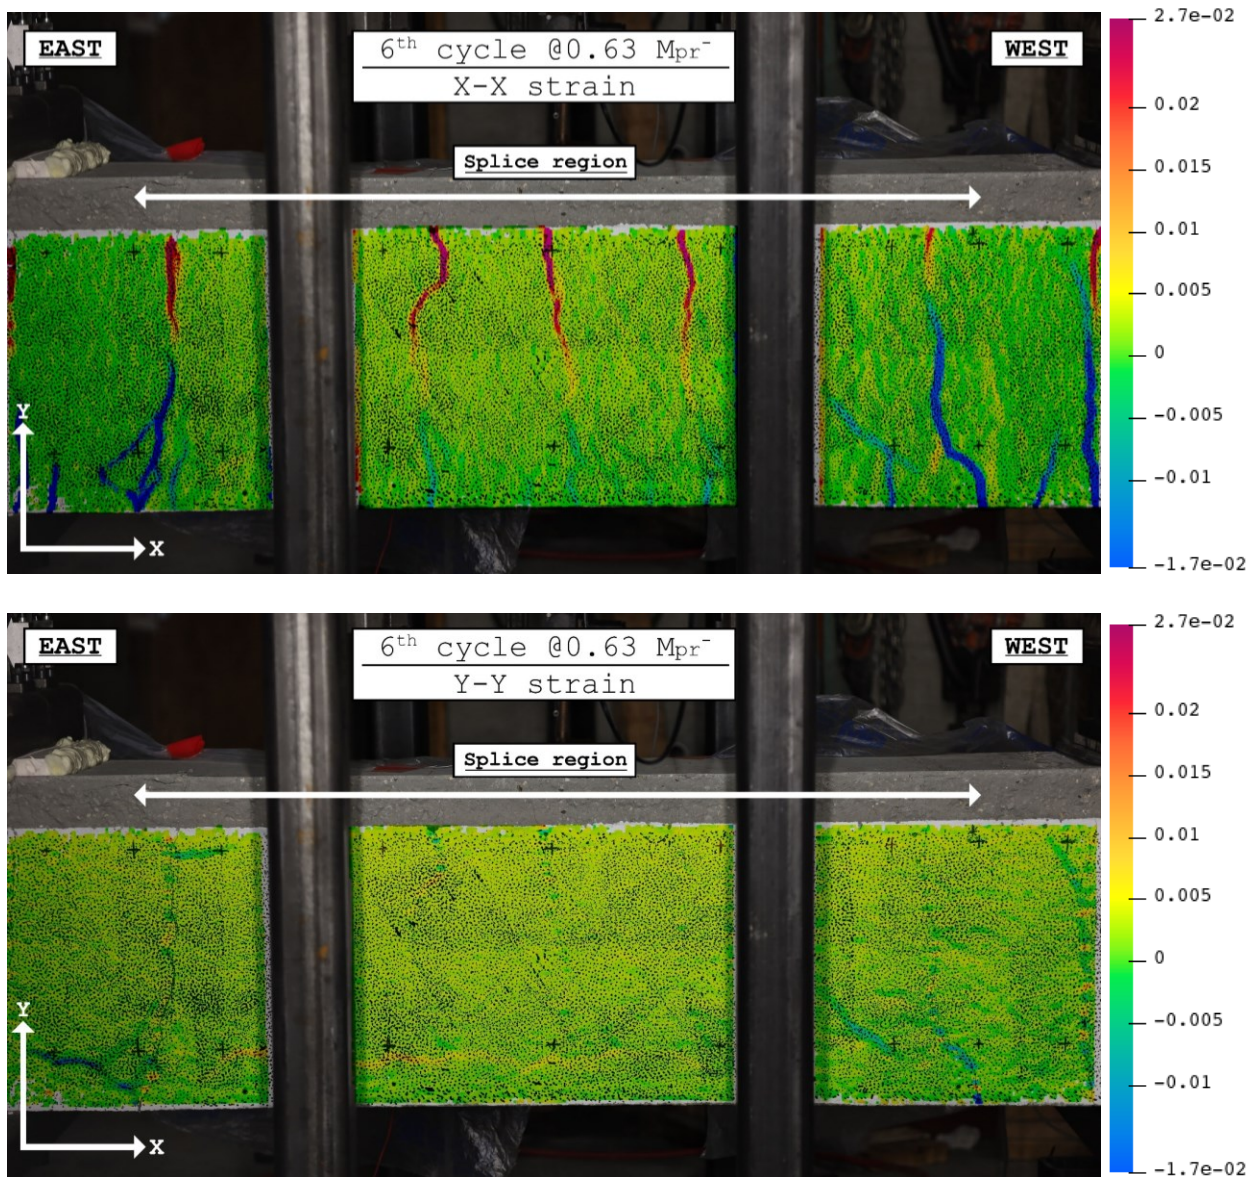 EAST
6th cycle @0.63 Mpr-
X-X strain
WEST
Splice region
Y
X
2.7e-02
0.02
0.015
0.01
0.005
0
-0.005
-0.01
-1.7e-02
EAST
6th cycle @0.63 Mpr-
Y-Y strain
WEST
Splice region
Y
X
2.7e-02
0.02
0.015
0.01
0.005
0
-0.005
-0.01
-1.7e-02